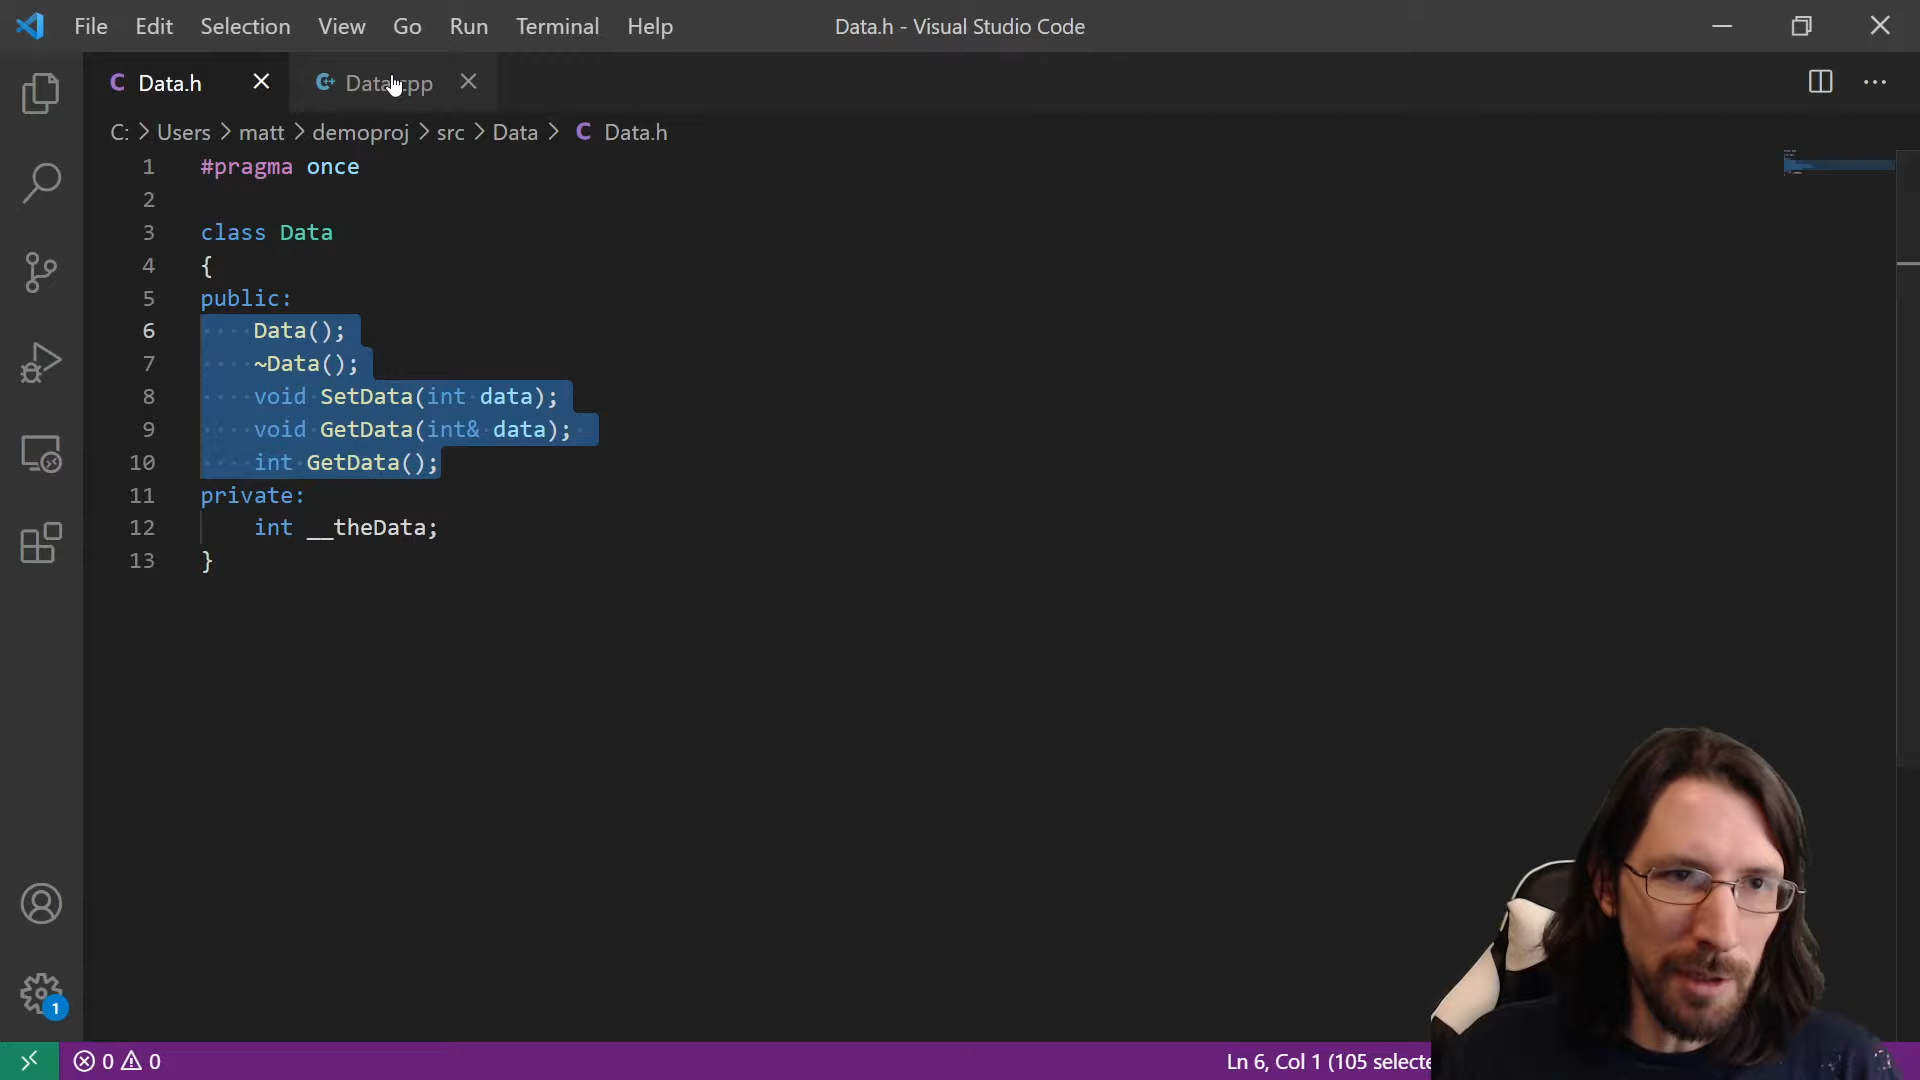 File Edit Selection View Go Run Terminal Help Data.h - Visual Studio Code
Data.h Data.cpp
C: > Users > matt > demoproj > src > Data > C Data.h
1 #pragma once
2
3 class Data
4 {
5 public:
6 Data();
7 ~Data();
8 void SetData(int data);
9 void GetData(int& data);
10 int GetData();
11 private:
12 int __theData;
13 }
1
0 0 Ln 6, Col 1 (105 selecte